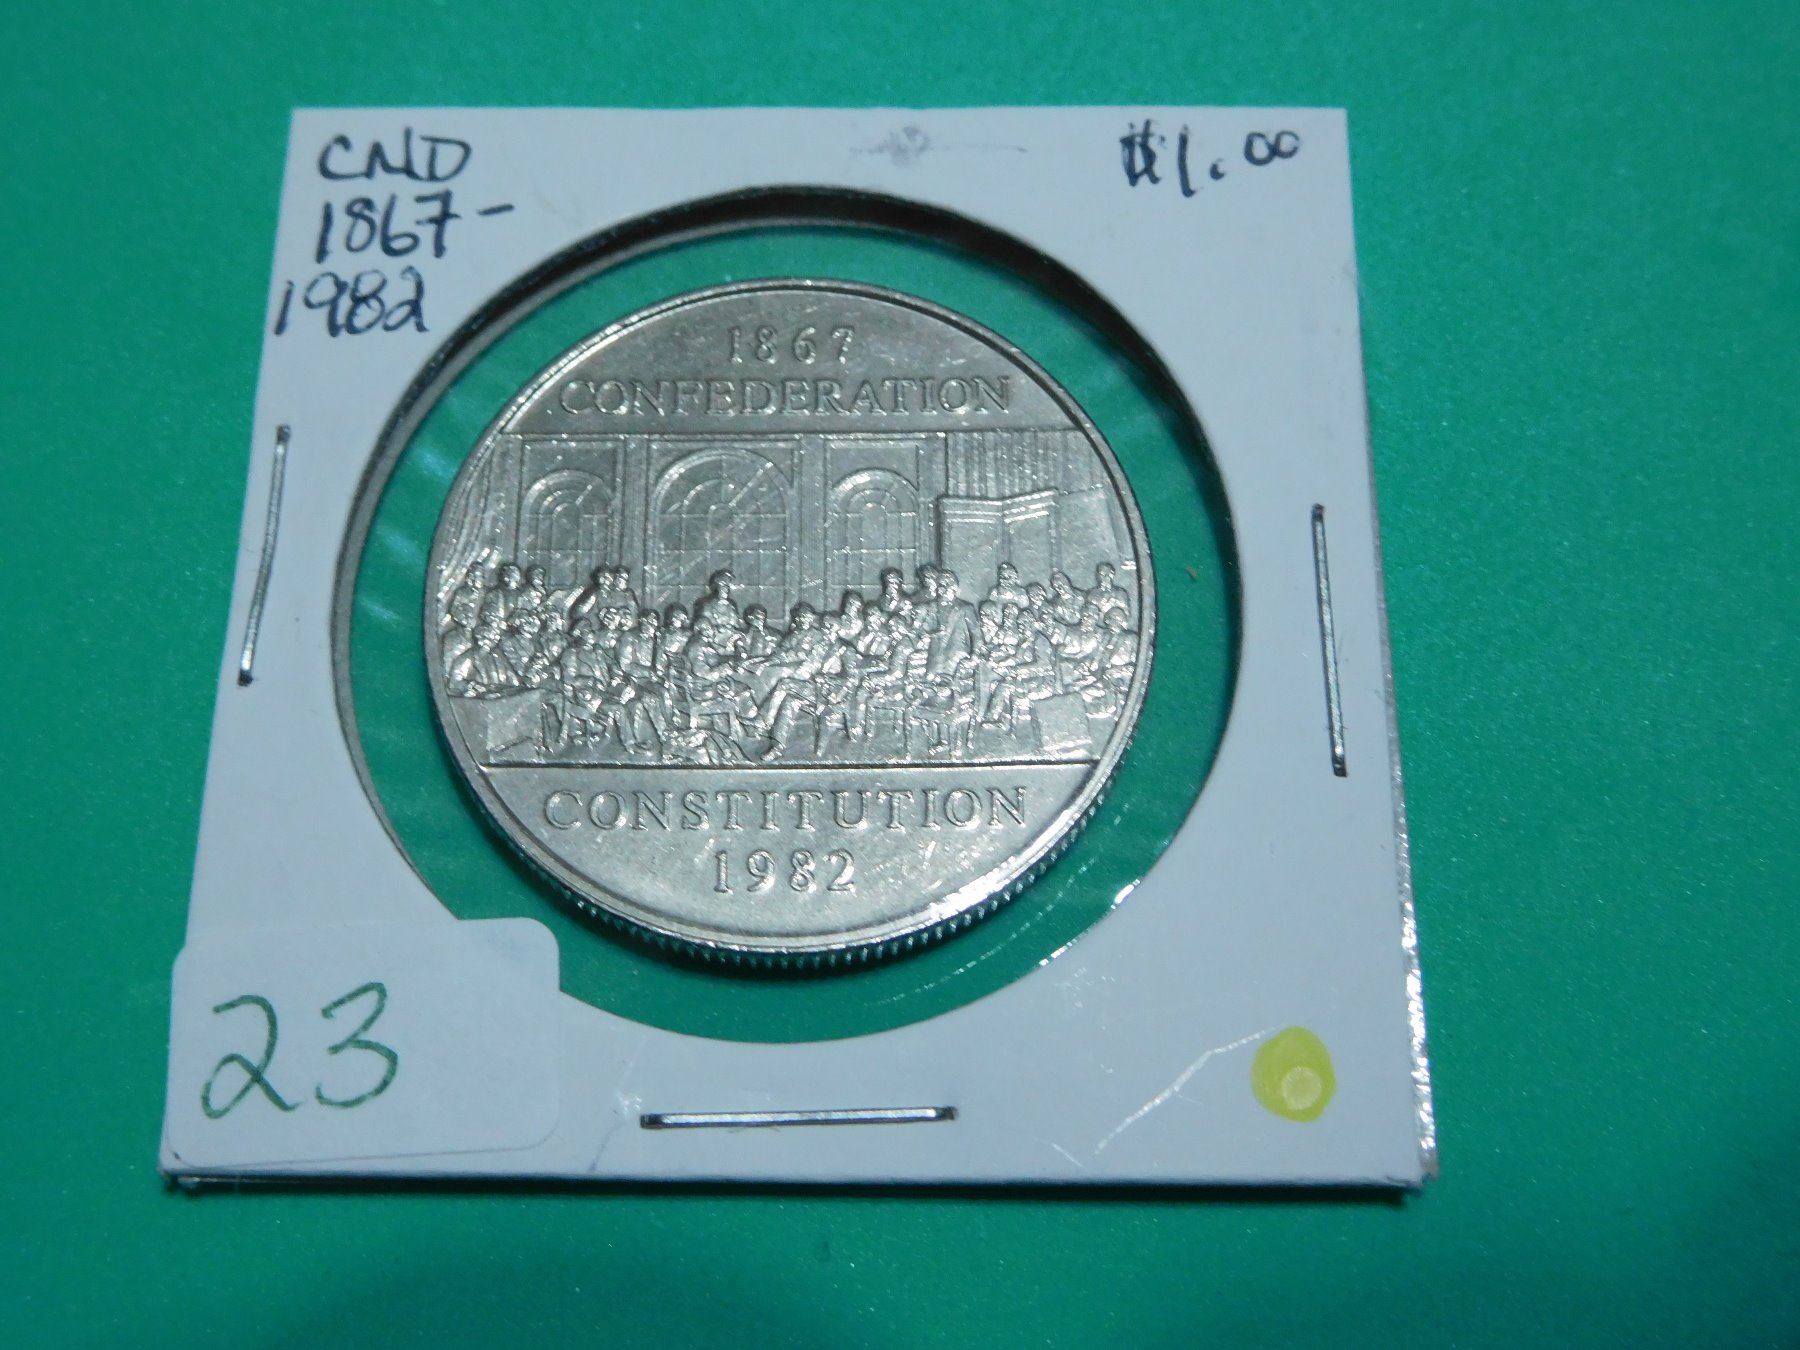 CND
1867-
1982
$1.00
1867
CONFEDERATION
CONSTITUTION
1982
23